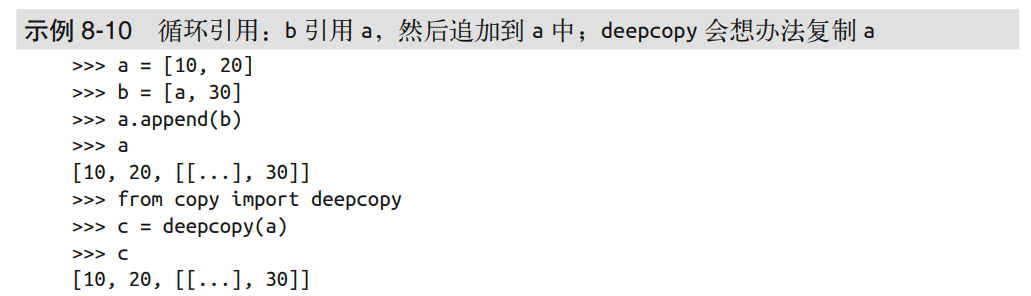 示例 8-10 循环引用：b 引用 a，然后追加到 a 中；deepcopy 会想办法复制 a
>>> a = [10, 20]
>>> b = [a, 30]
>>> a.append(b)
>>> a
[10, 20, [[...], 30]]
>>> from copy import deepcopy
>>> c = deepcopy(a)
>>> c
[10, 20, [[...], 30]]